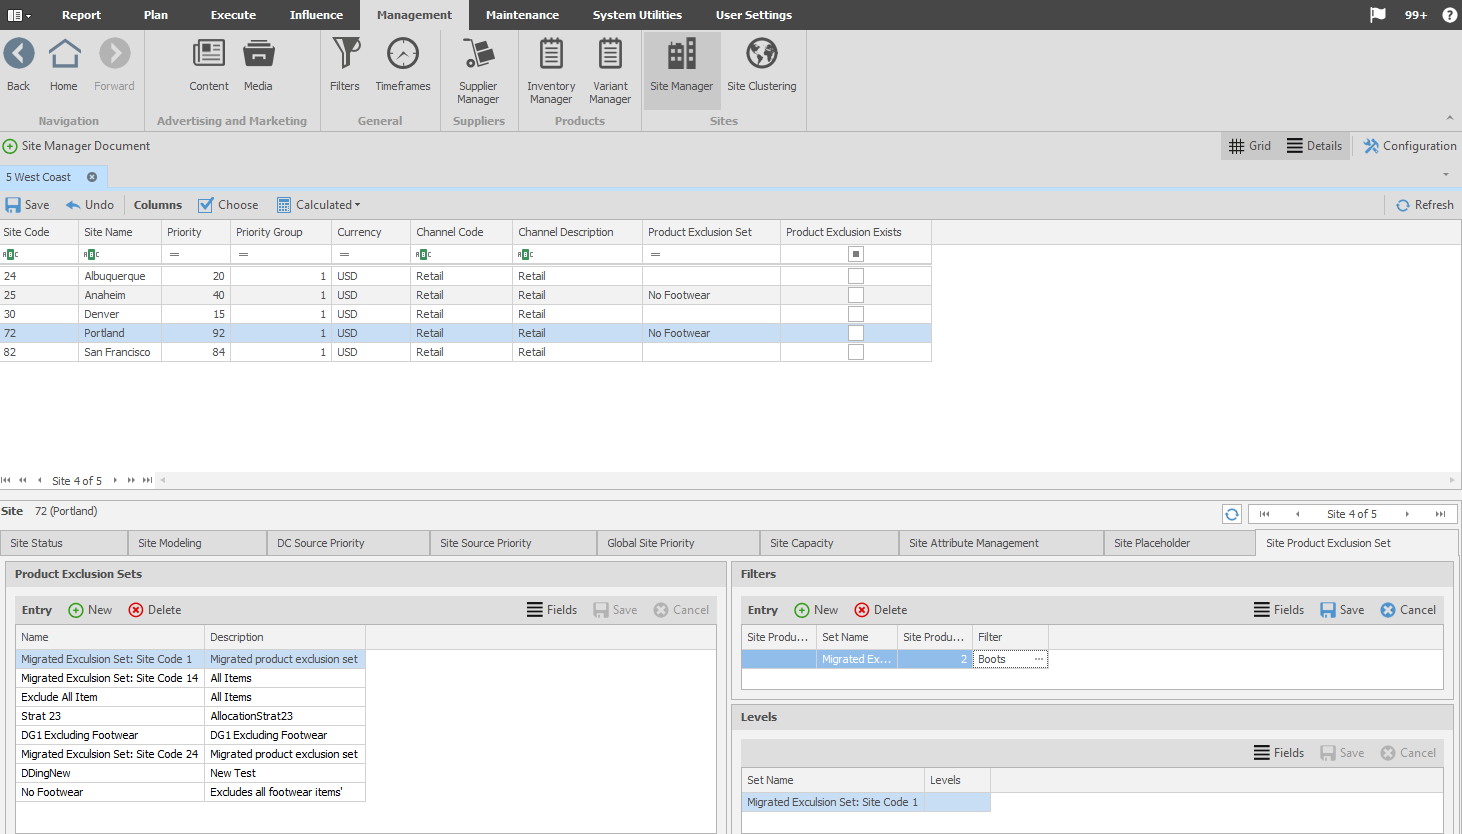 Report Plan Execute Influence Management Maintenance System Utilities User Settings 99+ ?
Back Home Forward Content Media Filters Timeframes Supplier Manager Inventory Manager Variant Manager Site Manager Site Clustering
Navigation Advertising and Marketing General Suppliers Products Sites
Site Manager Document Grid Details Configuration
5 West Coast
Save Undo Columns Choose Calculated Refresh
Site Code Site Name Priority Priority Group Currency Channel Code Channel Description Product Exclusion Set Product Exclusion Exists
ABC ABC = = = ABC ABC =
24 Albuquerque 20 1 USD Retail Retail
25 Anaheim 40 1 USD Retail Retail No Footwear
30 Denver 15 1 USD Retail Retail
72 Portland 92 1 USD Retail Retail No Footwear
82 San Francisco 84 1 USD Retail Retail
Site 4 of 5
Site 72 (Portland) Site 4 of 5
Site Status Site Modeling DC Source Priority Site Source Priority Global Site Priority Site Capacity Site Attribute Management Site Placeholder Site Product Exclusion Set
Product Exclusion Sets
Entry New Delete Fields Save Cancel
Name Description
Migrated Exculsion Set: Site Code 1 Migrated product exclusion set
Migrated Exculsion Set: Site Code 14 All Items
Exclude All Item All Items
Strat 23 AllocationStrat23
DG1 Excluding Footwear DG1 Excluding Footwear
Migrated Exculsion Set: Site Code 24 Migrated product exclusion set
DDingNew New Test
No Footwear Excludes all footwear items'
Filters
Entry New Delete Fields Save Cancel
Site Produ... Set Name Site Produ... Filter
Migrated Ex... 2 Boots ...
Levels
Fields Save Cancel
Set Name Levels
Migrated Exculsion Set: Site Code 1